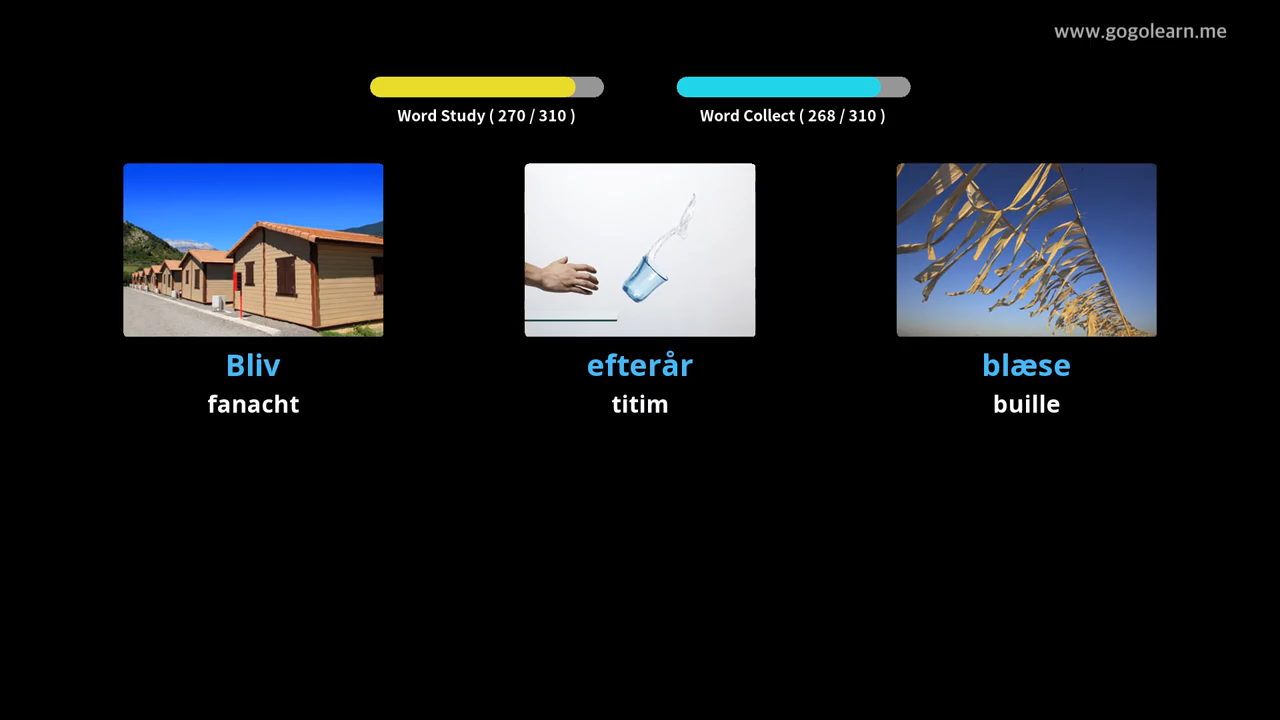 www.gogolearn.me
Word Study ( 270 / 310 )
Word Collect ( 268 / 310 )
Bliv
fanacht
efterår
titim
blæse
buille